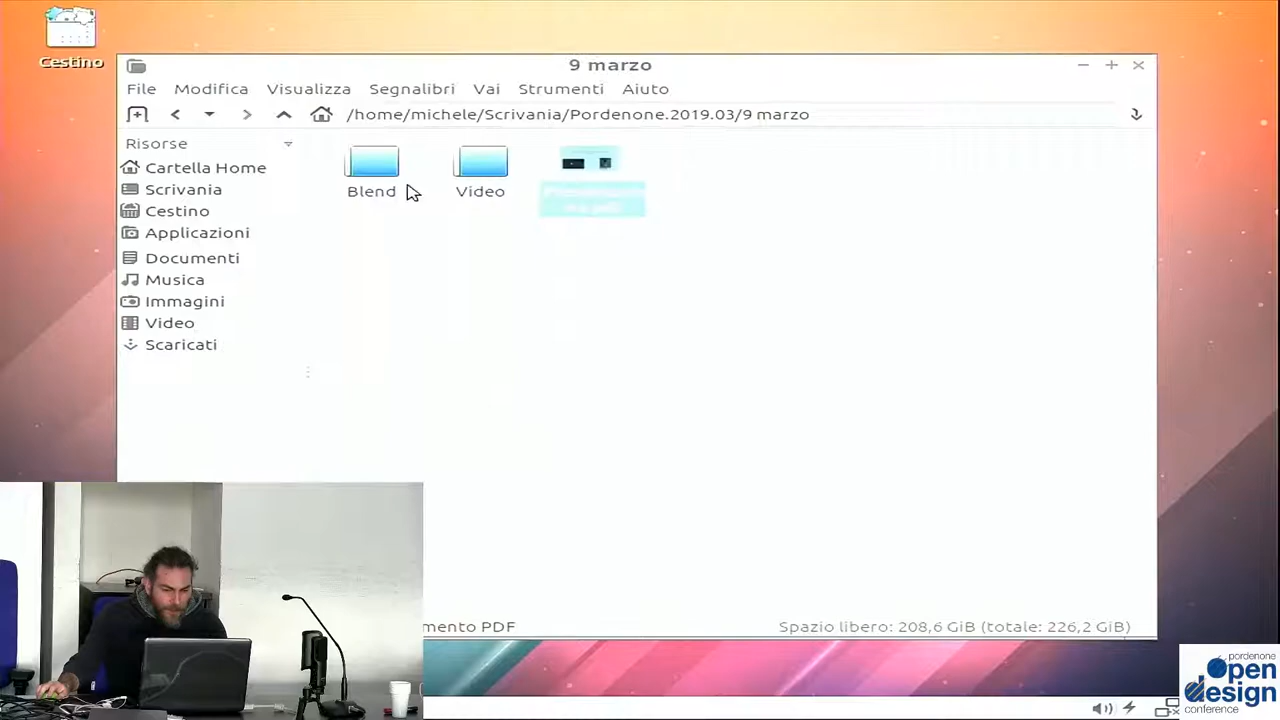 Cestino
9 marzo
File Modifica Visualizza Segnalibri Vai Strumenti Aiuto
/home/michele/Scrivania/Pordenone.2019.03/9 marzo
Risorse
Cartella Home
Scrivania
Cestino
Applicazioni
Documenti
Musica
Immagini
Video
Scaricati
Blend
Video
mento PDF
Spazio libero: 208,6 GiB (totale: 226,2 GiB)
pordenone
open
design
conference